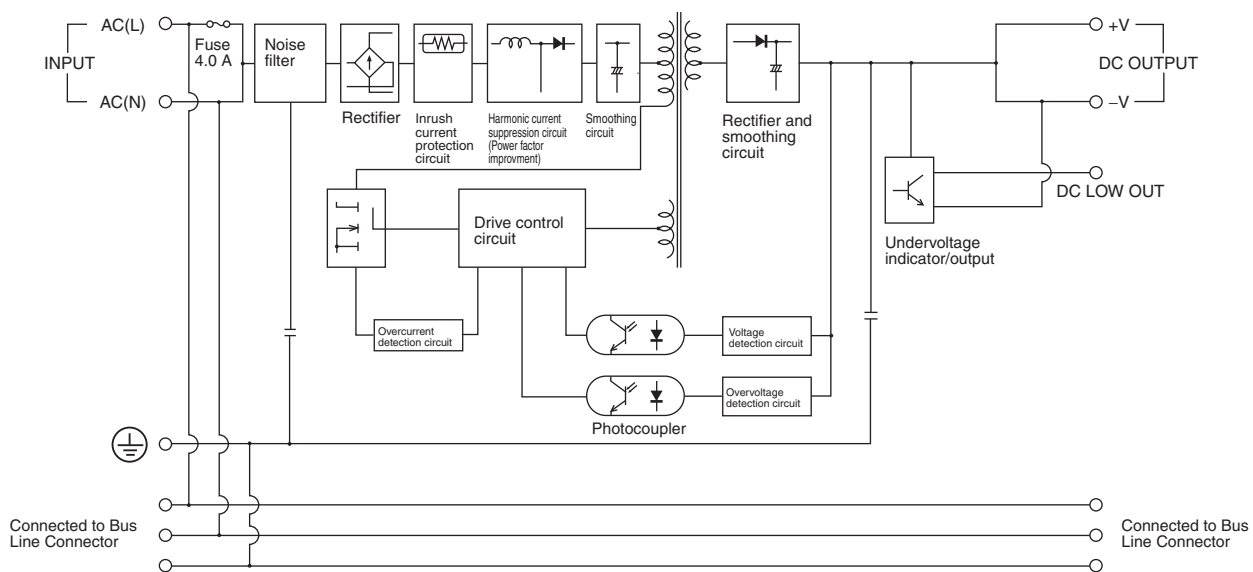 AC(L)
INPUT
AC(N)
Fuse
4.0 A
Noise
filter
Rectifier
Inrush
current
protection
circuit
Harmonic current
suppression circuit
(Power factor
improvment)
Smoothing
circuit
Rectifier and
smoothing
circuit
+V
DC OUTPUT
–V
DC LOW OUT
Undervoltage
indicator/output
Drive control
circuit
Overcurrent
detection circuit
Voltage
detection circuit
Overvoltage
detection circuit
Photocoupler
Connected to Bus
Line Connector
Connected to Bus
Line Connector